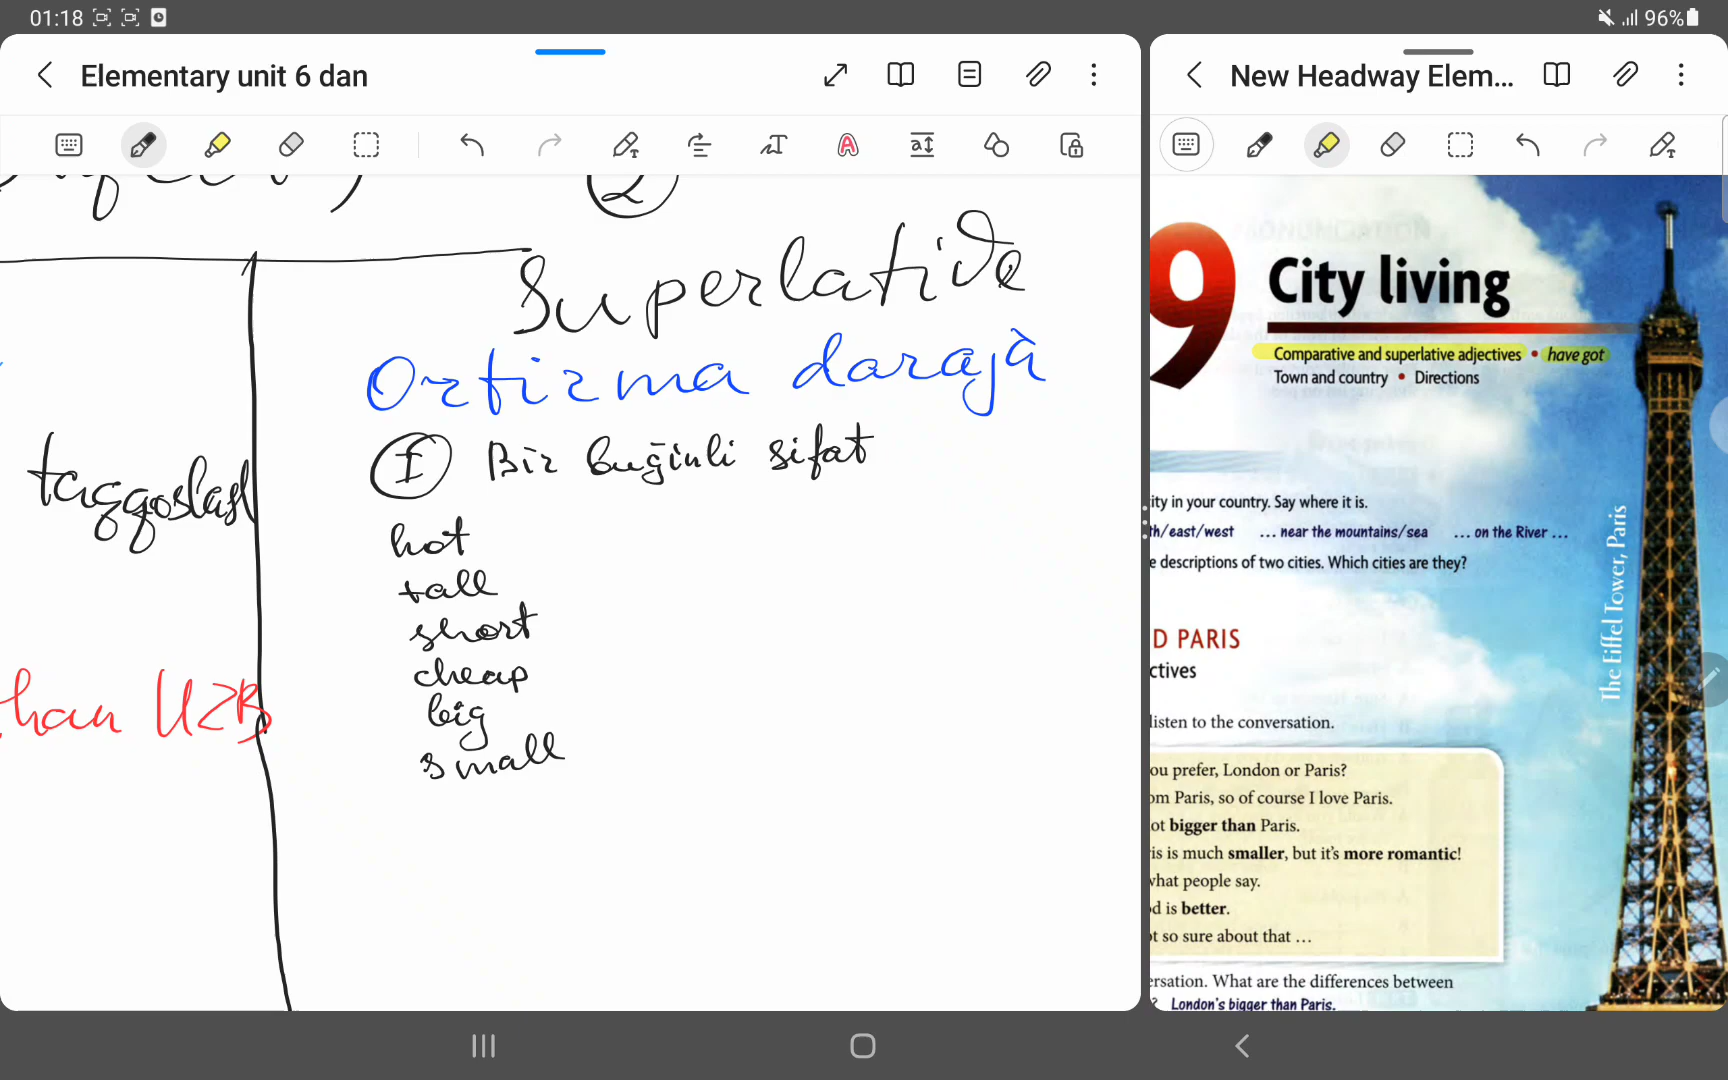 01:18
96%
Elementary unit 6 dan
Superlative
Ortirma daraja
I Bir bug'inli sifat
hot
tall
short
cheap
big
small
taqqoslash
than UZB
New Headway Elem...
9 City living
Comparative and superlative adjectives • have got
Town and country • Directions
ity in your country. Say where it is.
th/east/west ... near the mountains/sea ... on the River ...
e descriptions of two cities. Which cities are they?
D PARIS
ctives
listen to the conversation.
ou prefer, London or Paris?
om Paris, so of course I love Paris.
ot bigger than Paris.
ris is much smaller, but it's more romantic!
what people say.
d is better.
t so sure about that ...
ersation. What are the differences between
? London's bigger than Paris.
The Eiffel Tower, Paris